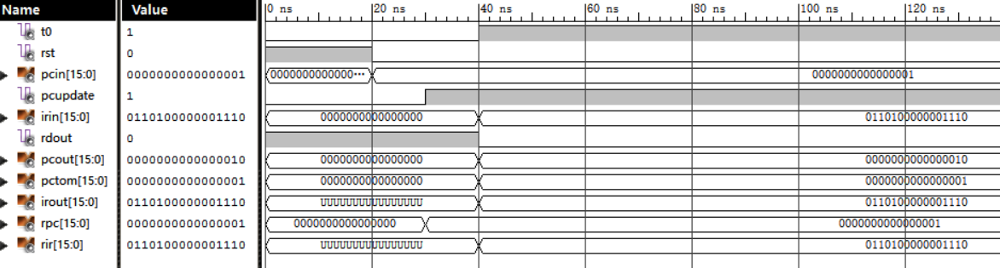 Name Value 0 ns 20 ns 40 ns 60 ns 80 ns 100 ns 120 ns
t0 1
rst 0
pcin[15:0] 0000000000000001 0000000000000··· 0000000000000001
pcupdate 1
irin[15:0] 0110100000001110 0000000000000000 0110100000001110
rdout 0
pcout[15:0] 0000000000000010 0000000000000000 0000000000000010
pctom[15:0] 0000000000000001 0000000000000000 0000000000000001
irout[15:0] 0110100000001110 UUUUUUUUUUUUUUUU 0110100000001110
rpc[15:0] 0000000000000001 0000000000000000 0000000000000001
rir[15:0] 0110100000001110 UUUUUUUUUUUUUUUU 0110100000001110